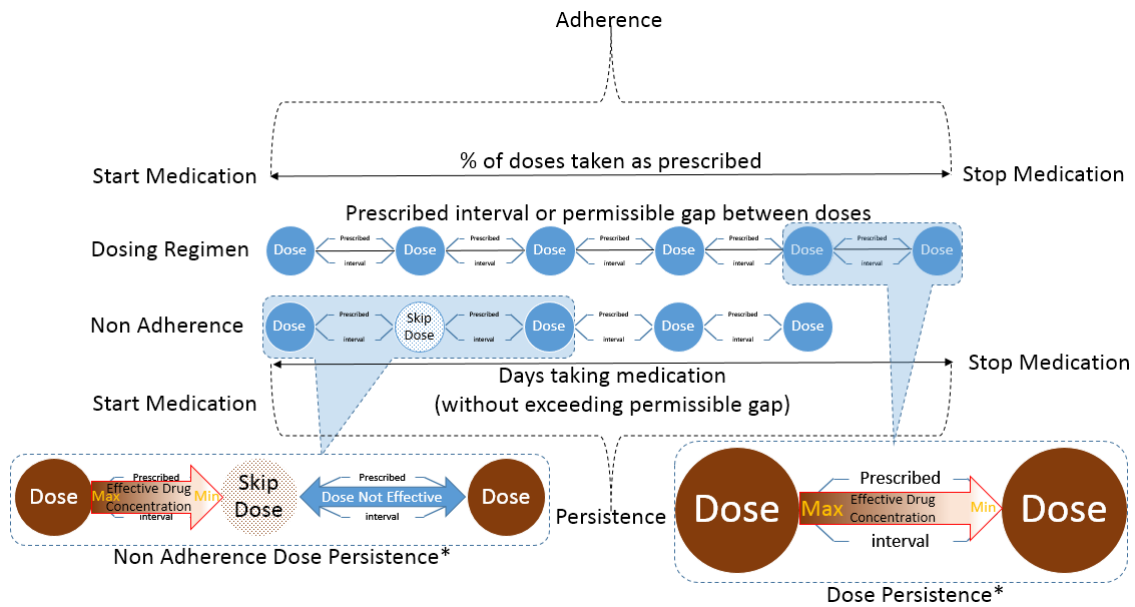 Adherence
% of doses taken as prescribed
Start Medication
Stop Medication
Prescribed interval or permissible gap between doses
Dosing Regimen
Dose
Prescribed
interval
Dose
Prescribed
interval
Dose
Prescribed
interval
Dose
Prescribed
interval
Dose
Prescribed
interval
Dose
Non Adherence
Dose
Prescribed
interval
Skip
Dose
Prescribed
interval
Dose
Prescribed
interval
Dose
Prescribed
interval
Dose
Days taking medication
(without exceeding permissible gap)
Start Medication
Stop Medication
Dose
Prescribed
Max
Effective Drug
Concentration
Min
interval
Skip
Dose
Prescribed
Dose Not Effective
interval
Dose
Non Adherence Dose Persistence*
Persistence
Dose
Prescribed
Max
Effective Drug
Concentration
Min
interval
Dose
Dose Persistence*